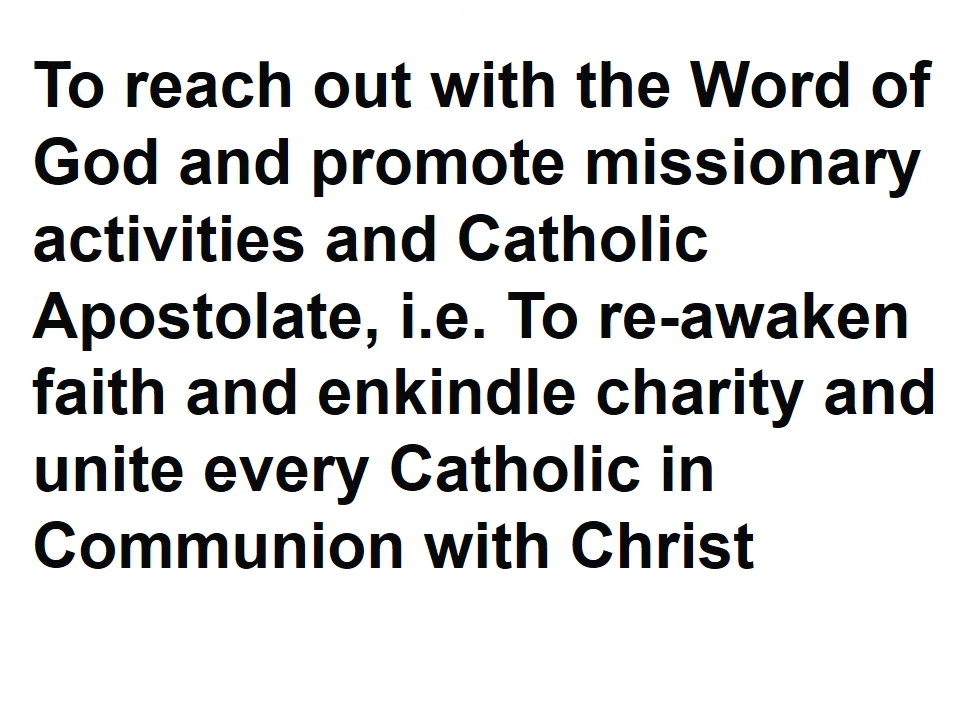 To reach out with the Word of
God and promote missionary
activities and Catholic
Apostolate, i.e. To re-awaken
faith and enkindle charity and
unite every Catholic in
Communion with Christ